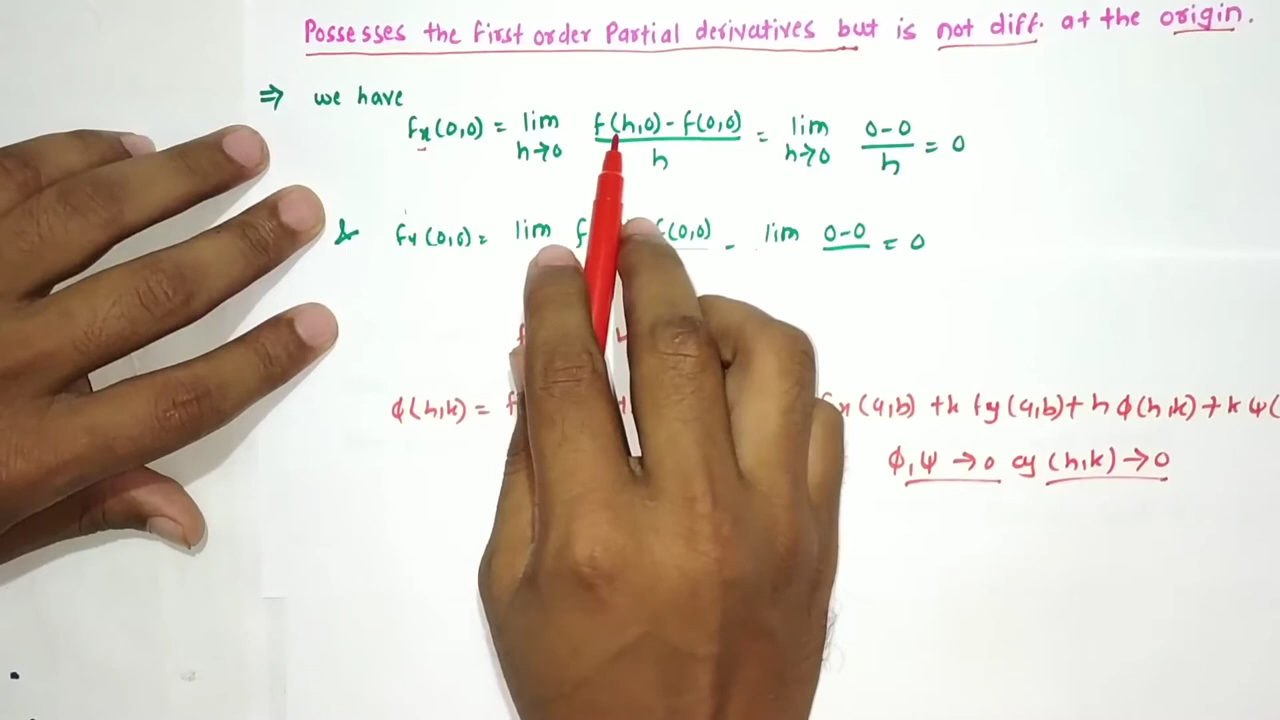 Possesses the first order Partial derivatives but is not diff. at the origin.
⇒ we have
fx(0,0) = lim h→0 f(h,0) - f(0,0) / h = lim h→0 0-0 / h = 0
& fy(0,0) = lim f f(0,0) = lim 0-0 = 0
ϕ(h,k) = f fx(a,b) + k fy(a,b) + h ϕ(h,k) + k ψ(
ϕ,ψ → 0 as (h,k) → 0